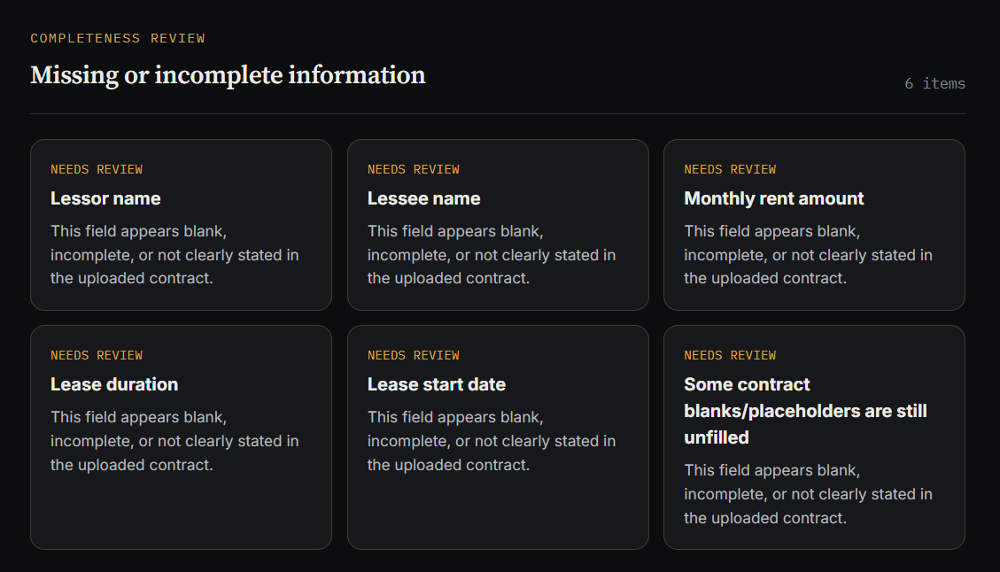 COMPLETENESS REVIEW
Missing or incomplete information
6 items
NEEDS REVIEW
Lessor name
This field appears blank,
incomplete, or not clearly stated in
the uploaded contract.
NEEDS REVIEW
Lessee name
This field appears blank,
incomplete, or not clearly stated in
the uploaded contract.
NEEDS REVIEW
Monthly rent amount
This field appears blank,
incomplete, or not clearly stated in
the uploaded contract.
NEEDS REVIEW
Lease duration
This field appears blank,
incomplete, or not clearly stated in
the uploaded contract.
NEEDS REVIEW
Lease start date
This field appears blank,
incomplete, or not clearly stated in
the uploaded contract.
NEEDS REVIEW
Some contract
blanks/placeholders are still
unfilled
This field appears blank,
incomplete, or not clearly stated in
the uploaded contract.